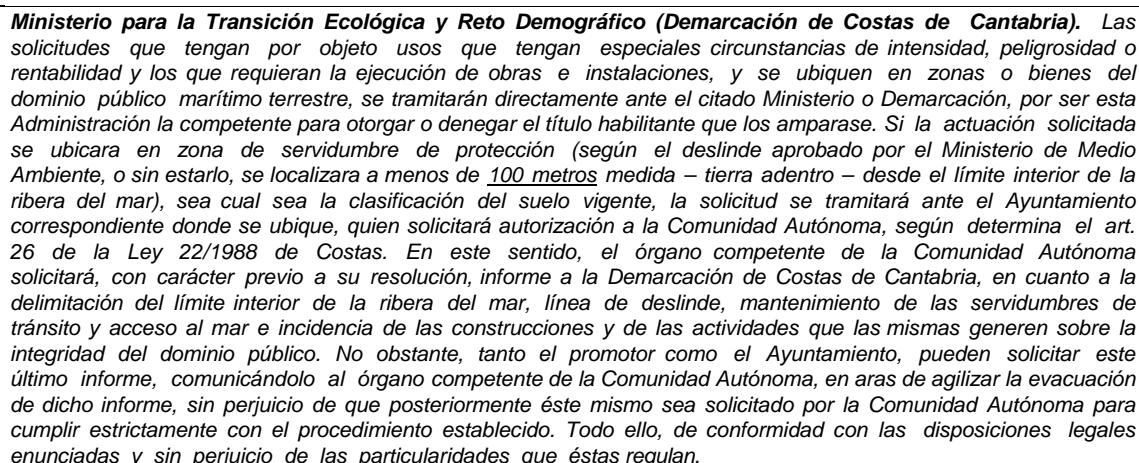 Ministerio para la Transición Ecológica y Reto Demográfico (Demarcación de Costas de Cantabria). Las
solicitudes que tengan por objeto usos que tengan especiales circunstancias de intensidad, peligrosidad o
rentabilidad y los que requieran la ejecución de obras e instalaciones, y se ubiquen en zonas o bienes del
dominio público marítimo terrestre, se tramitarán directamente ante el citado Ministerio o Demarcación, por ser esta
Administración la competente para otorgar o denegar el título habilitante que los amparase. Si la actuación solicitada
se ubicara en zona de servidumbre de protección (según el deslinde aprobado por el Ministerio de Medio
Ambiente, o sin estarlo, se localizara a menos de 100 metros medida – tierra adentro – desde el límite interior de la
ribera del mar), sea cual sea la clasificación del suelo vigente, la solicitud se tramitará ante el Ayuntamiento
correspondiente donde se ubique, quien solicitará autorización a la Comunidad Autónoma, según determina el art.
26 de la Ley 22/1988 de Costas. En este sentido, el órgano competente de la Comunidad Autónoma
solicitará, con carácter previo a su resolución, informe a la Demarcación de Costas de Cantabria, en cuanto a la
delimitación del límite interior de la ribera del mar, línea de deslinde, mantenimiento de las servidumbres de
tránsito y acceso al mar e incidencia de las construcciones y de las actividades que las mismas generen sobre la
integridad del dominio público. No obstante, tanto el promotor como el Ayuntamiento, pueden solicitar este
último informe, comunicándolo al órgano competente de la Comunidad Autónoma, en aras de agilizar la evacuación
de dicho informe, sin perjuicio de que posteriormente éste mismo sea solicitado por la Comunidad Autónoma para
cumplir estrictamente con el procedimiento establecido. Todo ello, de conformidad con las disposiciones legales
enunciadas y sin perjuicio de las particularidades que éstas regulan.